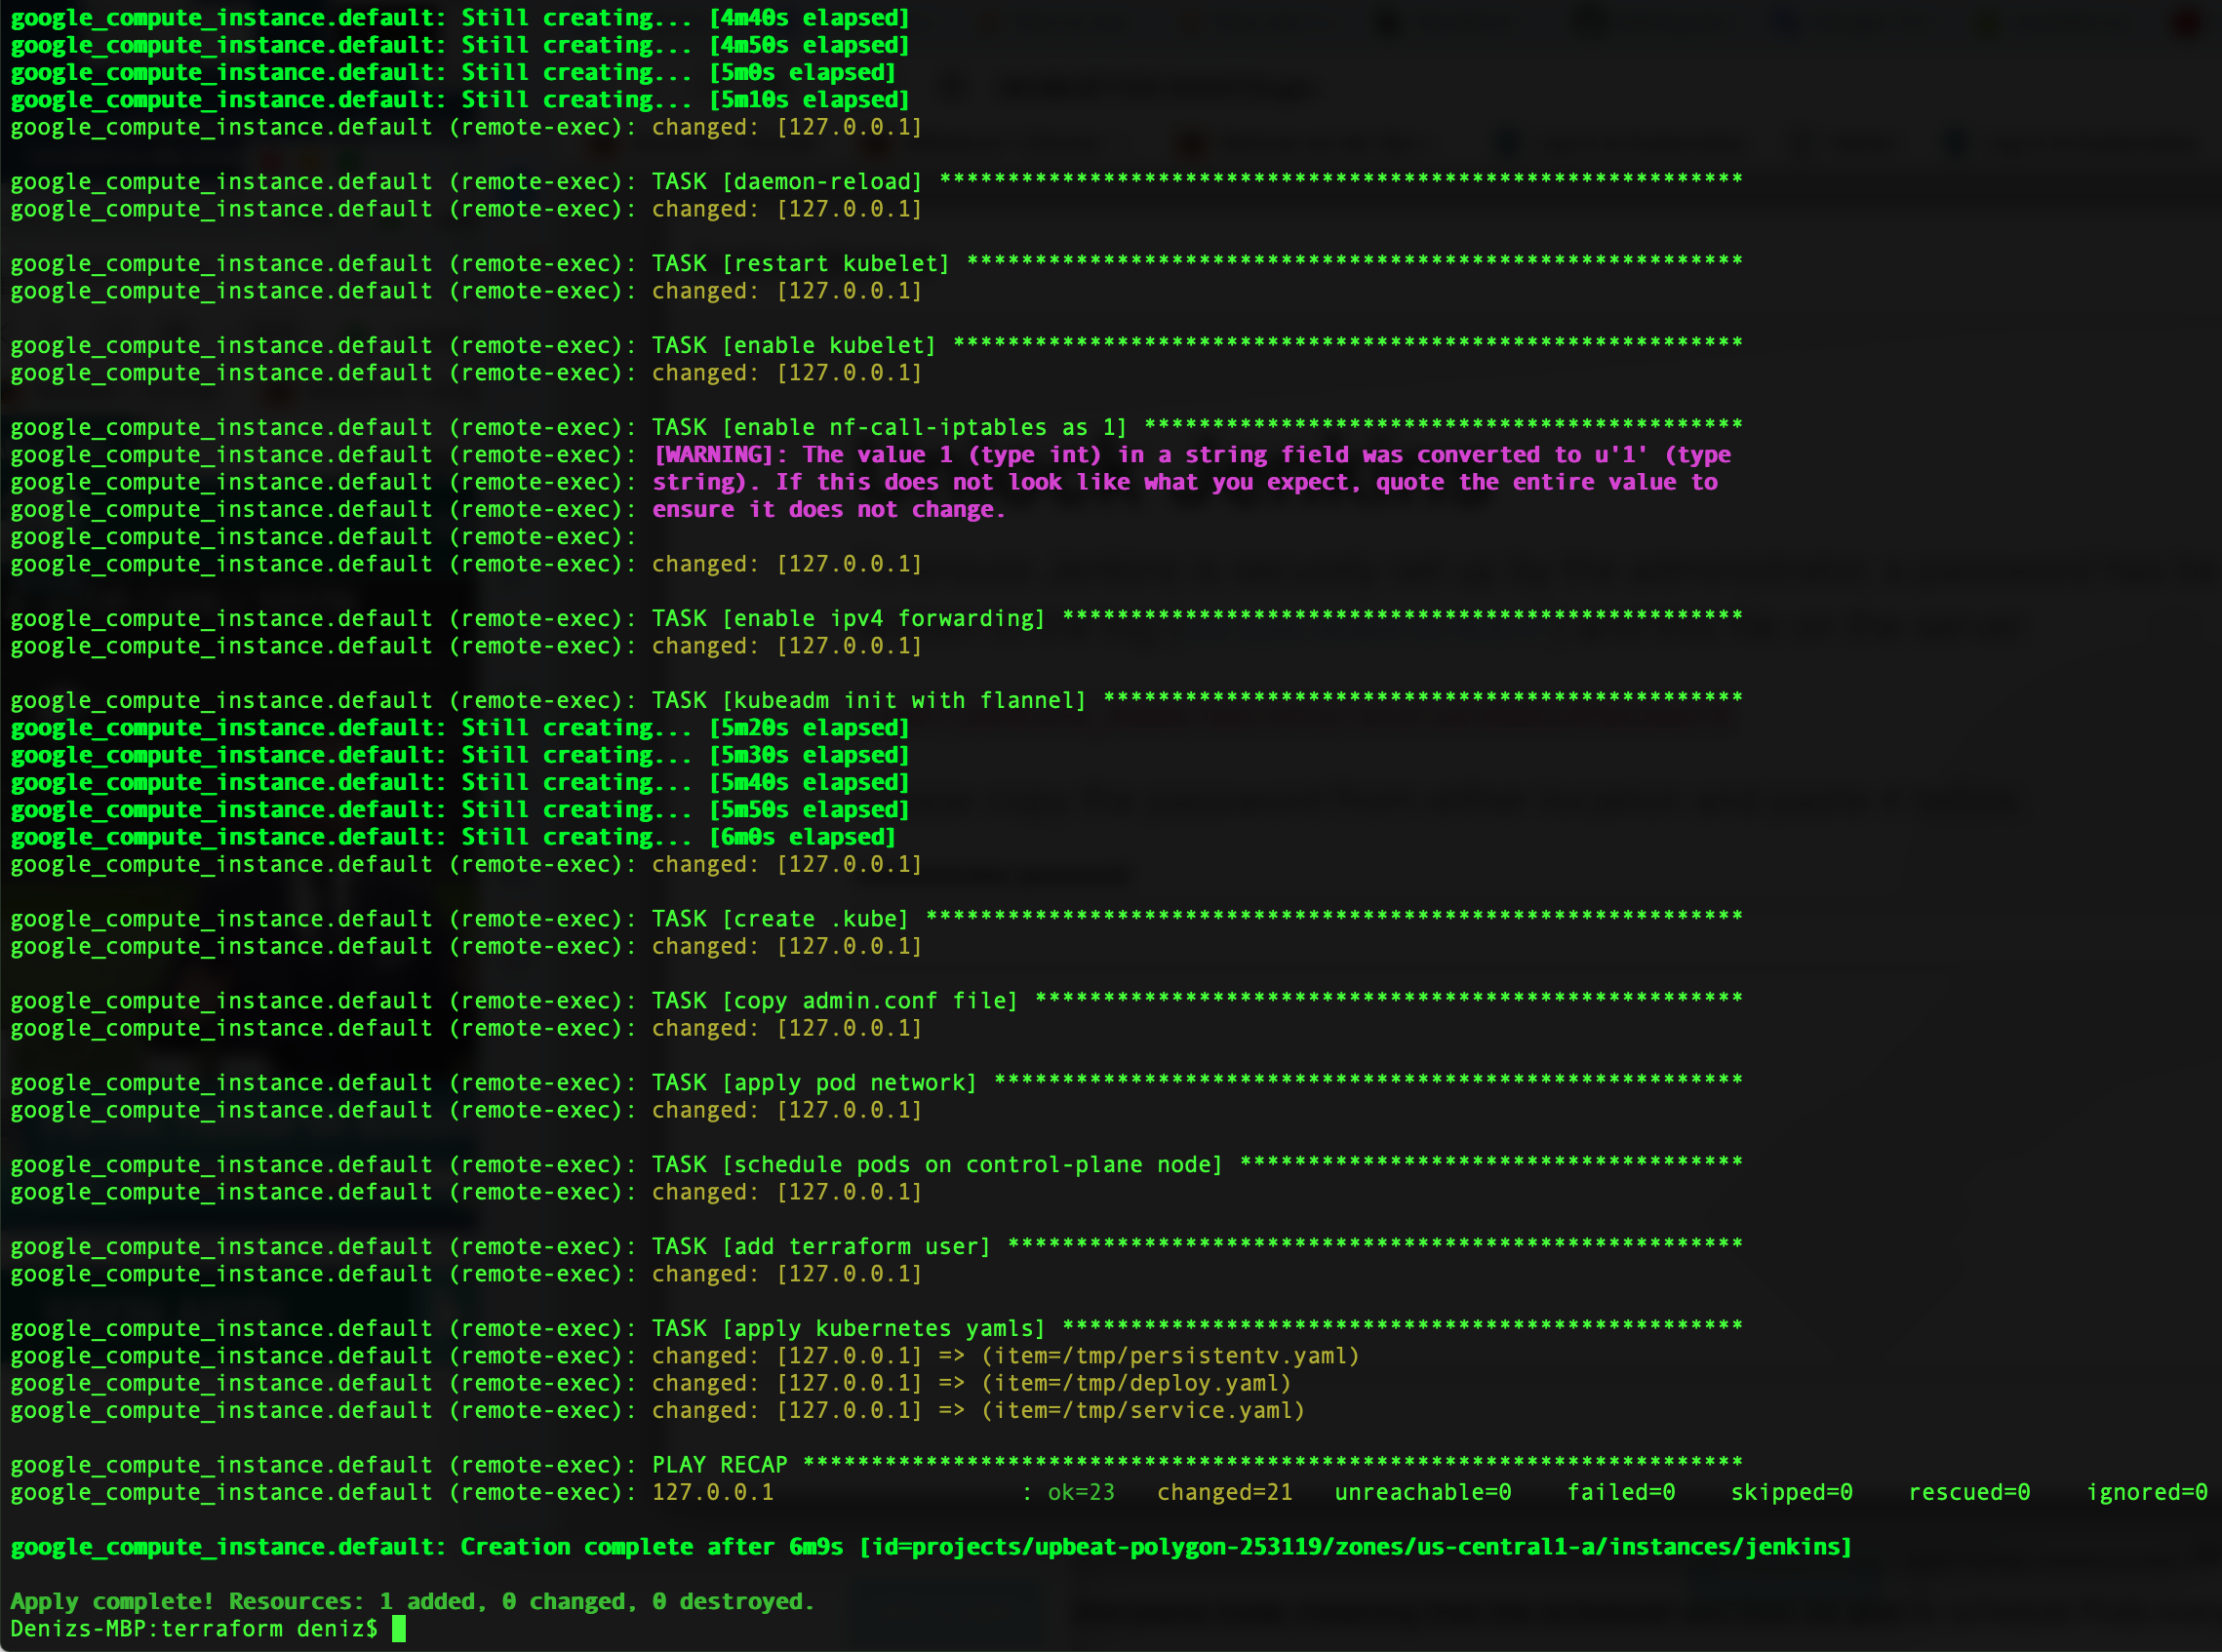 google_compute_instance.default: Still creating... [4m40s elapsed]
google_compute_instance.default: Still creating... [4m50s elapsed]
google_compute_instance.default: Still creating... [5m0s elapsed]
google_compute_instance.default: Still creating... [5m10s elapsed]
google_compute_instance.default (remote-exec): changed: [127.0.0.1]
google_compute_instance.default (remote-exec): TASK [daemon-reload] ***********************************************************
google_compute_instance.default (remote-exec): changed: [127.0.0.1]
google_compute_instance.default (remote-exec): TASK [restart kubelet] *********************************************************
google_compute_instance.default (remote-exec): changed: [127.0.0.1]
google_compute_instance.default (remote-exec): TASK [enable kubelet] **********************************************************
google_compute_instance.default (remote-exec): changed: [127.0.0.1]
google_compute_instance.default (remote-exec): TASK [enable nf-call-iptables as 1] ********************************************
google_compute_instance.default (remote-exec): [WARNING]: The value 1 (type int) in a string field was converted to u'1' (type
google_compute_instance.default (remote-exec): string). If this does not look like what you expect, quote the entire value to
google_compute_instance.default (remote-exec): ensure it does not change.
google_compute_instance.default (remote-exec):
google_compute_instance.default (remote-exec): changed: [127.0.0.1]
google_compute_instance.default (remote-exec): TASK [enable ipv4 forwarding] **************************************************
google_compute_instance.default (remote-exec): changed: [127.0.0.1]
google_compute_instance.default (remote-exec): TASK [kubeadm init with flannel] ***********************************************
google_compute_instance.default: Still creating... [5m20s elapsed]
google_compute_instance.default: Still creating... [5m30s elapsed]
google_compute_instance.default: Still creating... [5m40s elapsed]
google_compute_instance.default: Still creating... [5m50s elapsed]
google_compute_instance.default: Still creating... [6m0s elapsed]
google_compute_instance.default (remote-exec): changed: [127.0.0.1]
google_compute_instance.default (remote-exec): TASK [create .kube] ************************************************************
google_compute_instance.default (remote-exec): changed: [127.0.0.1]
google_compute_instance.default (remote-exec): TASK [copy admin.conf file] ****************************************************
google_compute_instance.default (remote-exec): changed: [127.0.0.1]
google_compute_instance.default (remote-exec): TASK [apply pod network] *******************************************************
google_compute_instance.default (remote-exec): changed: [127.0.0.1]
google_compute_instance.default (remote-exec): TASK [schedule pods on control-plane node] *************************************
google_compute_instance.default (remote-exec): changed: [127.0.0.1]
google_compute_instance.default (remote-exec): TASK [add terraform user] ******************************************************
google_compute_instance.default (remote-exec): changed: [127.0.0.1]
google_compute_instance.default (remote-exec): TASK [apply kubernetes yamls] **************************************************
google_compute_instance.default (remote-exec): changed: [127.0.0.1] => (item=/tmp/persistentv.yaml)
google_compute_instance.default (remote-exec): changed: [127.0.0.1] => (item=/tmp/deploy.yaml)
google_compute_instance.default (remote-exec): changed: [127.0.0.1] => (item=/tmp/service.yaml)
google_compute_instance.default (remote-exec): PLAY RECAP *********************************************************************
google_compute_instance.default (remote-exec): 127.0.0.1 : ok=23 changed=21 unreachable=0 failed=0 skipped=0 rescued=0 ignored=0
google_compute_instance.default: Creation complete after 6m9s [id=projects/upbeat-polygon-253119/zones/us-central1-a/instances/jenkins]
Apply complete! Resources: 1 added, 0 changed, 0 destroyed.
Denizs-MBP:terraform deniz$